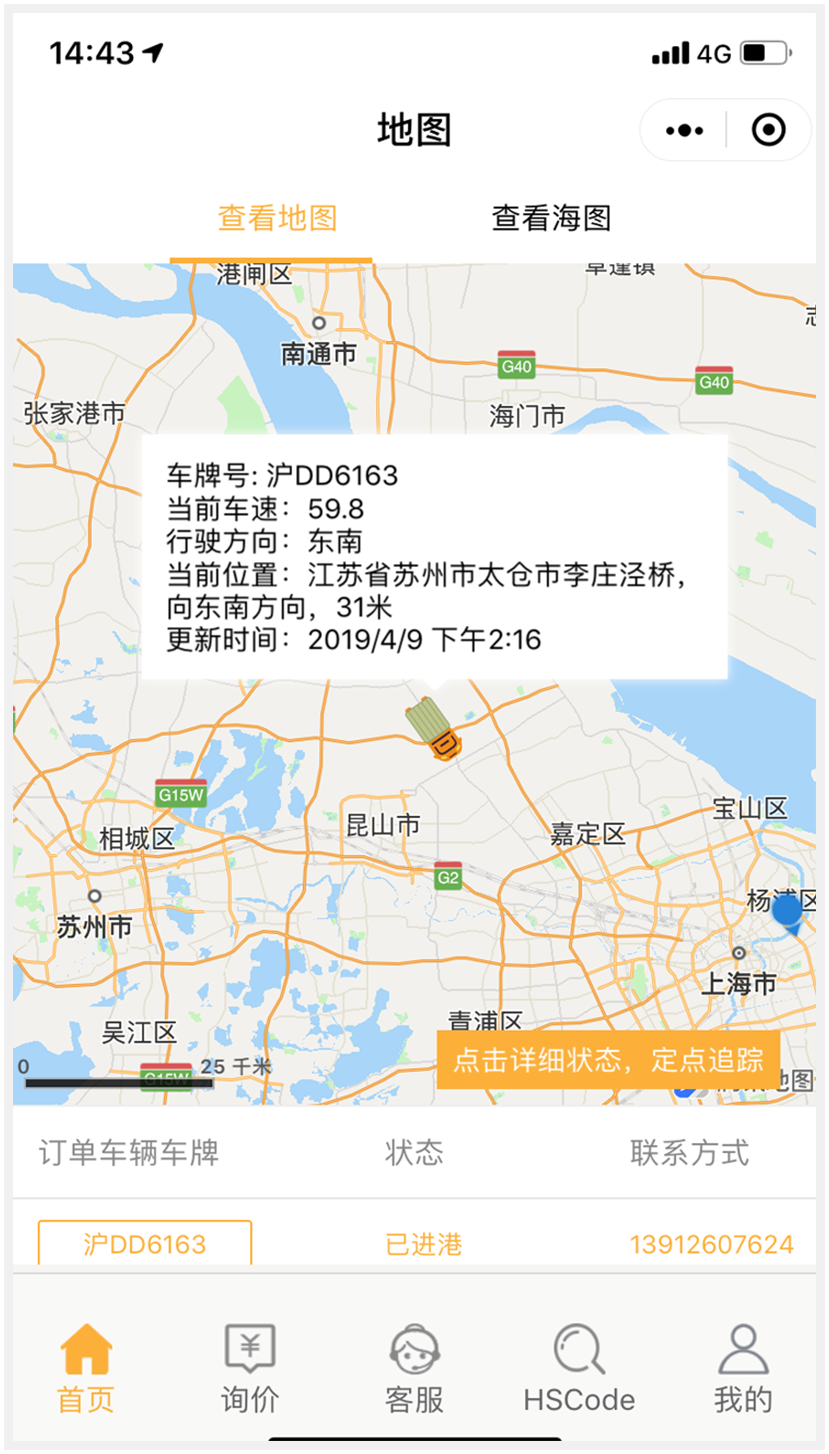 14:43
4G
地图
查看地图
查看海图
港闸区
南通市
G40
G40
张家港市
海门市
车牌号: 沪DD6163
当前车速：59.8
行驶方向：东南
当前位置：江苏省苏州市太仓市李庄泾桥，
向东南方向，31米
更新时间：2019/4/9 下午2:16
G15W
宝山区
昆山市
嘉定区
相城区
G2
苏州市
上海市
青浦区
吴江区
点击详细状态，定点追踪
0
25 千米
G15W
地图
订单车辆车牌
状态
联系方式
沪DD6163
已进港
13912607624
首页
询价
客服
HSCode
我的